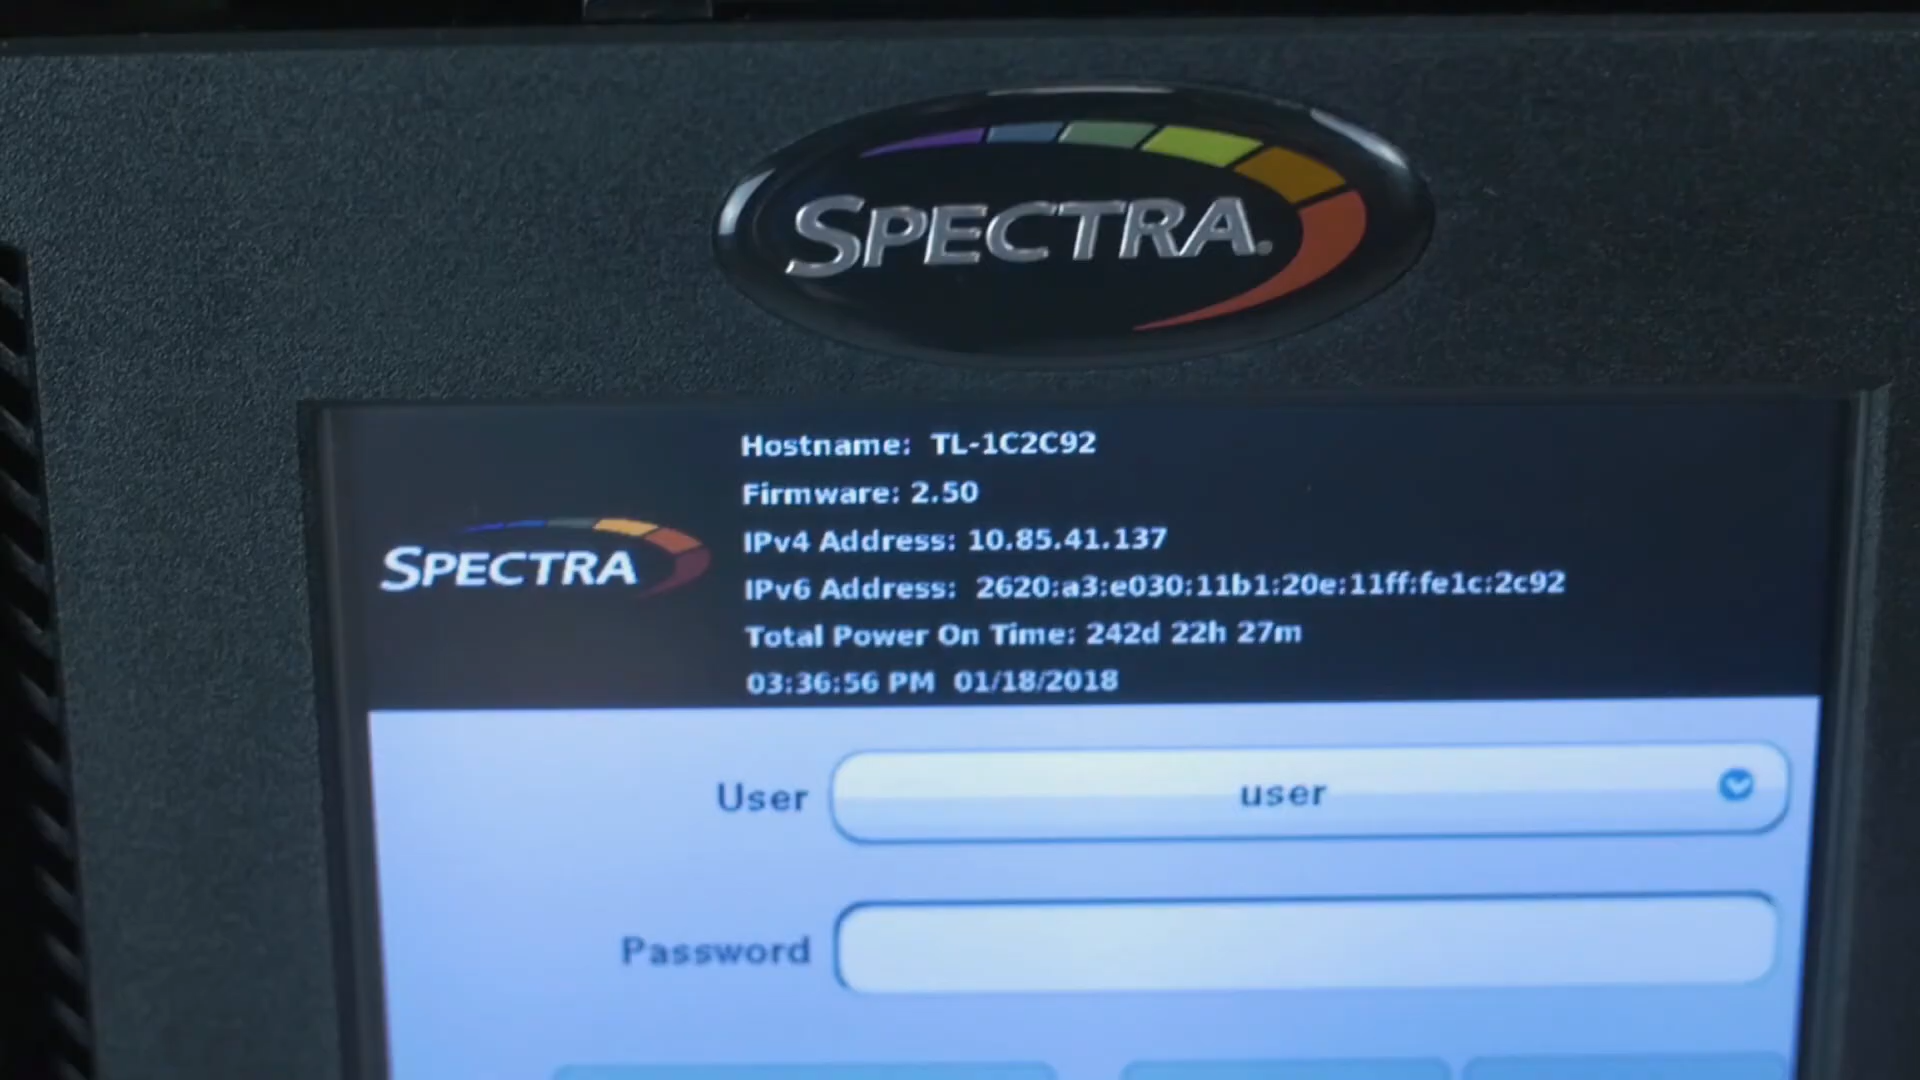 SPECTRA.
SPECTRA
Hostname: TL-1C2C92
Firmware: 2.50
IPv4 Address: 10.85.41.137
IPv6 Address: 2620:a3:e030:11b1:20e:11ff:fe1c:2c92
Total Power On Time: 242d 22h 27m
03:36:56 PM 01/18/2018
User user
Password